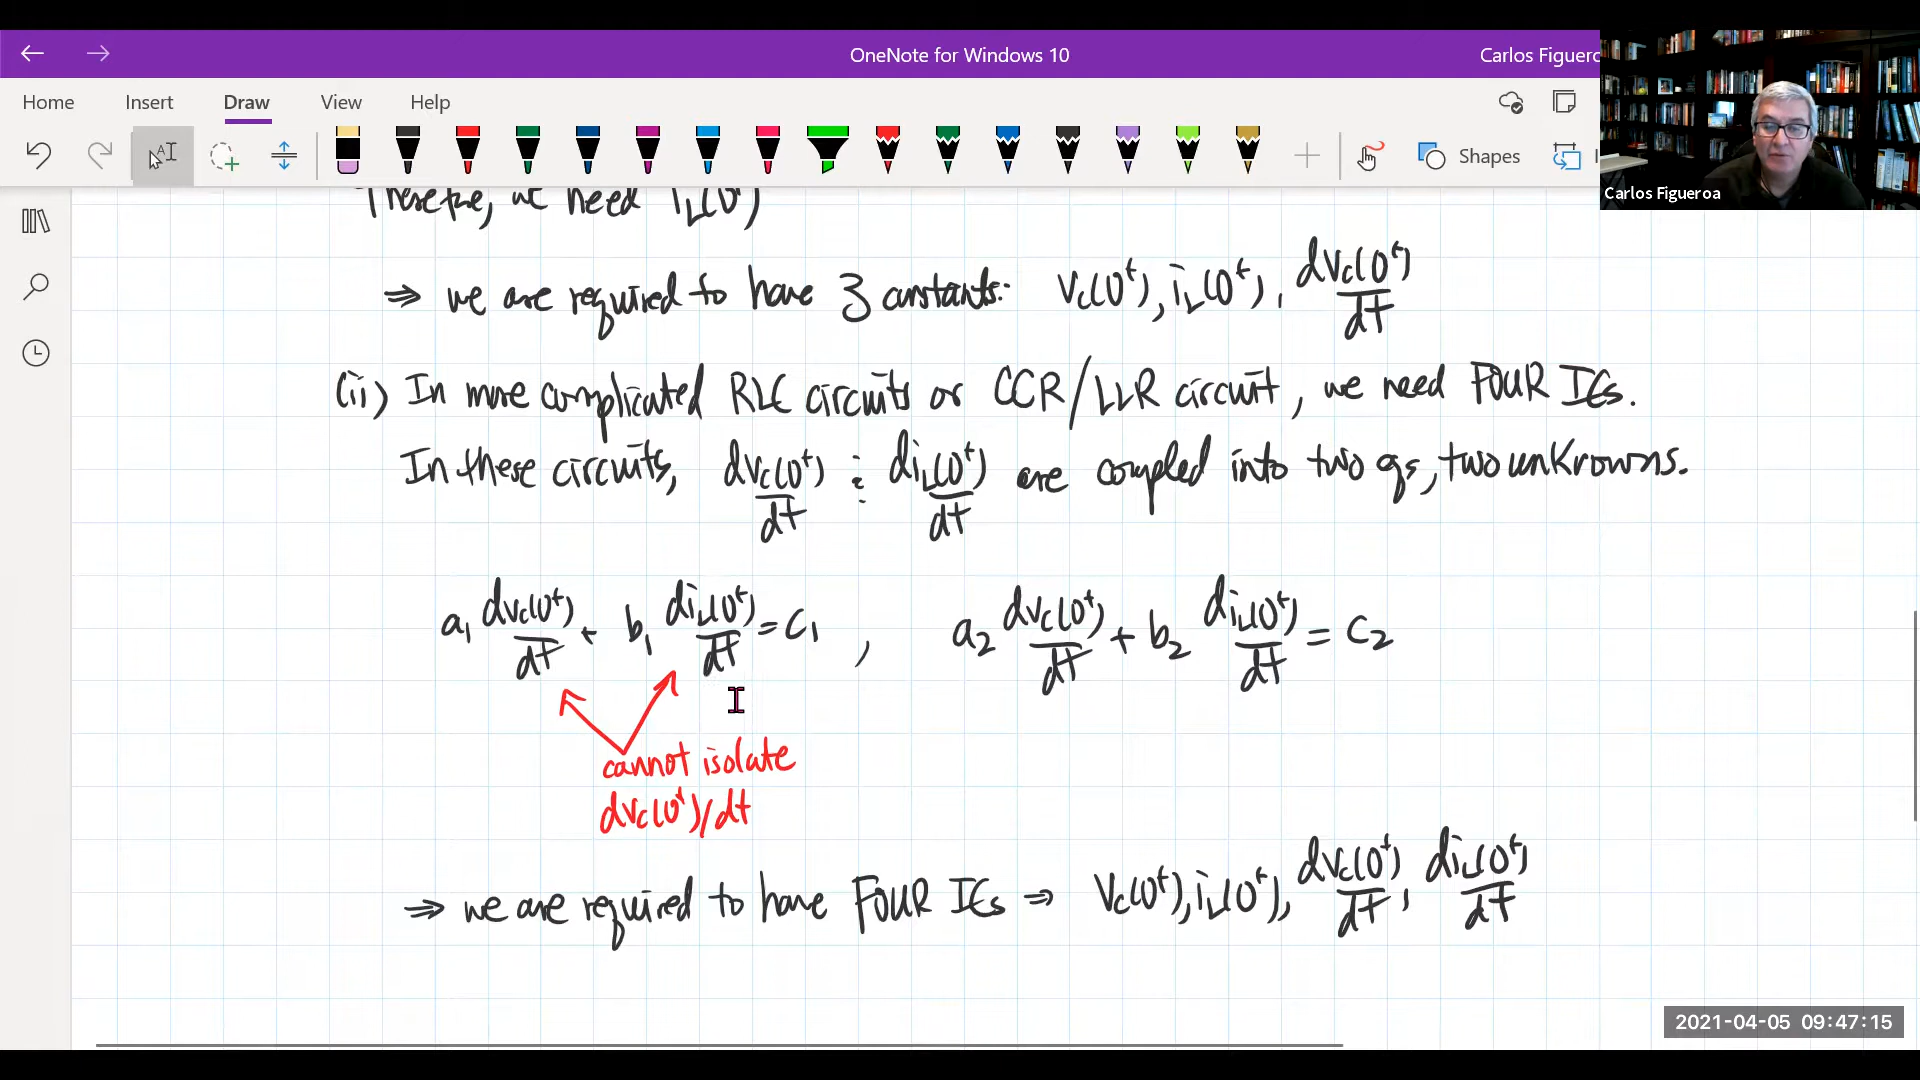 OneNote for Windows 10
Carlos Figuero
Home Insert Draw View Help
Shapes
Carlos Figueroa
Therefore, we need iL(0+)
⇒ we are required to have 3 constants: Vc(0+), iL(0+), dvc(0+)/dt
(ii) In more complicated RLC circuits or CCR/LLR circuit, we need FOUR ICs.
In these circuits, dvc(0+)/dt & diL(0+)/dt are coupled into two eqs, two unknowns.
a1 dvc(0+)/dt + b1 diL(0+)/dt = c1 , a2 dvc(0+)/dt + b2 diL(0+)/dt = c2
cannot isolate
dvc(0+)/dt
⇒ we are required to have FOUR ICs ⇒ Vc(0+), iL(0+), dvc(0+)/dt, diL(0+)/dt
2021-04-05 09:47:15